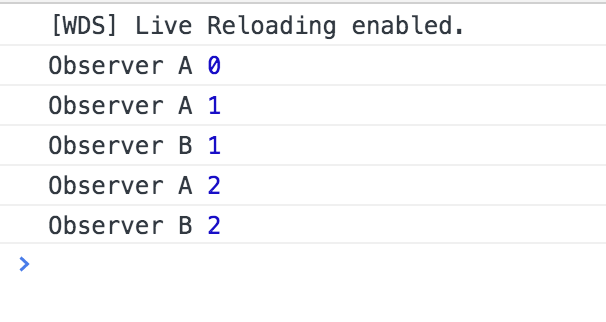 [WDS] Live Reloading enabled.
Observer A 0
Observer A 1
Observer B 1
Observer A 2
Observer B 2
>